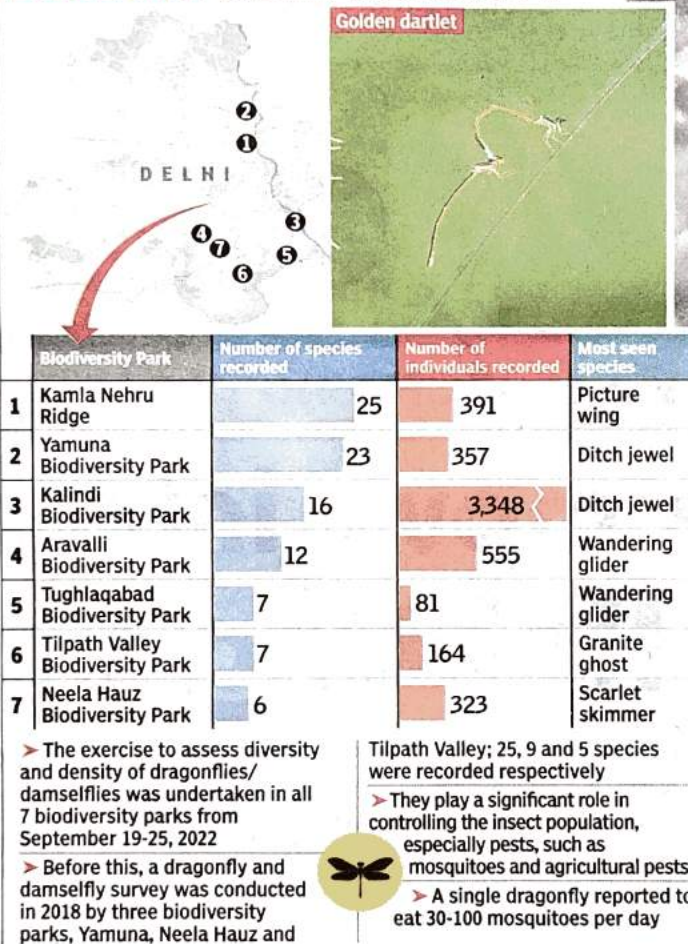 Golden dartlet
2
1
DELHI
3
4
7
5
6
Biodiversity Park
Number of species
recorded
Number of
individuals recorded
Most seen
species
1
Kamla Nehru
Ridge
25
391
Picture
wing
2
Yamuna
Biodiversity Park
23
357
Ditch jewel
3
Kalindi
Biodiversity Park
16
3,348
Ditch jewel
4
Aravalli
Biodiversity Park
12
555
Wandering
glider
5
Tughlaqabad
Biodiversity Park
7
81
Wandering
glider
6
Tilpath Valley
Biodiversity Park
7
164
Granite
ghost
7
Neela Hauz
Biodiversity Park
6
323
Scarlet
skimmer
➤ The exercise to assess diversity
and density of dragonflies/
damselflies was undertaken in all
7 biodiversity parks from
September 19-25, 2022
➤ Before this, a dragonfly and
damselfly survey was conducted
in 2018 by three biodiversity
parks, Yamuna, Neela Hauz and
Tilpath Valley; 25, 9 and 5 species
were recorded respectively
➤ They play a significant role in
controlling the insect population,
especially pests, such as
mosquitoes and agricultural pests
➤ A single dragonfly reported to
eat 30-100 mosquitoes per day